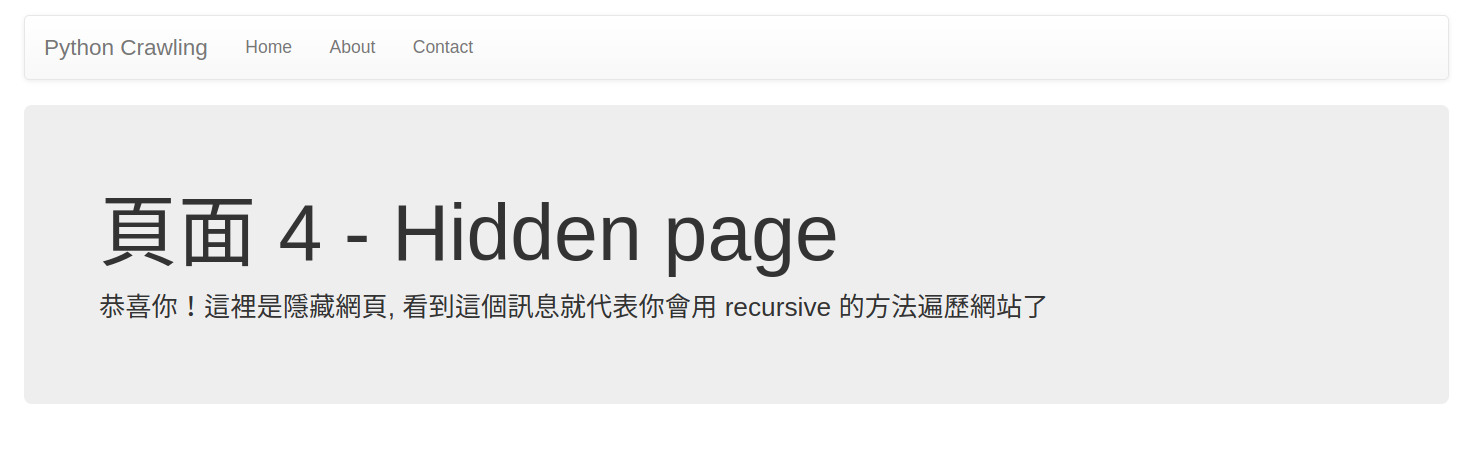 Python Crawling Home About Contact
頁面 4 - Hidden page
恭喜你！這裡是隱藏網頁, 看到這個訊息就代表你會用 recursive 的方法遍歷網站了